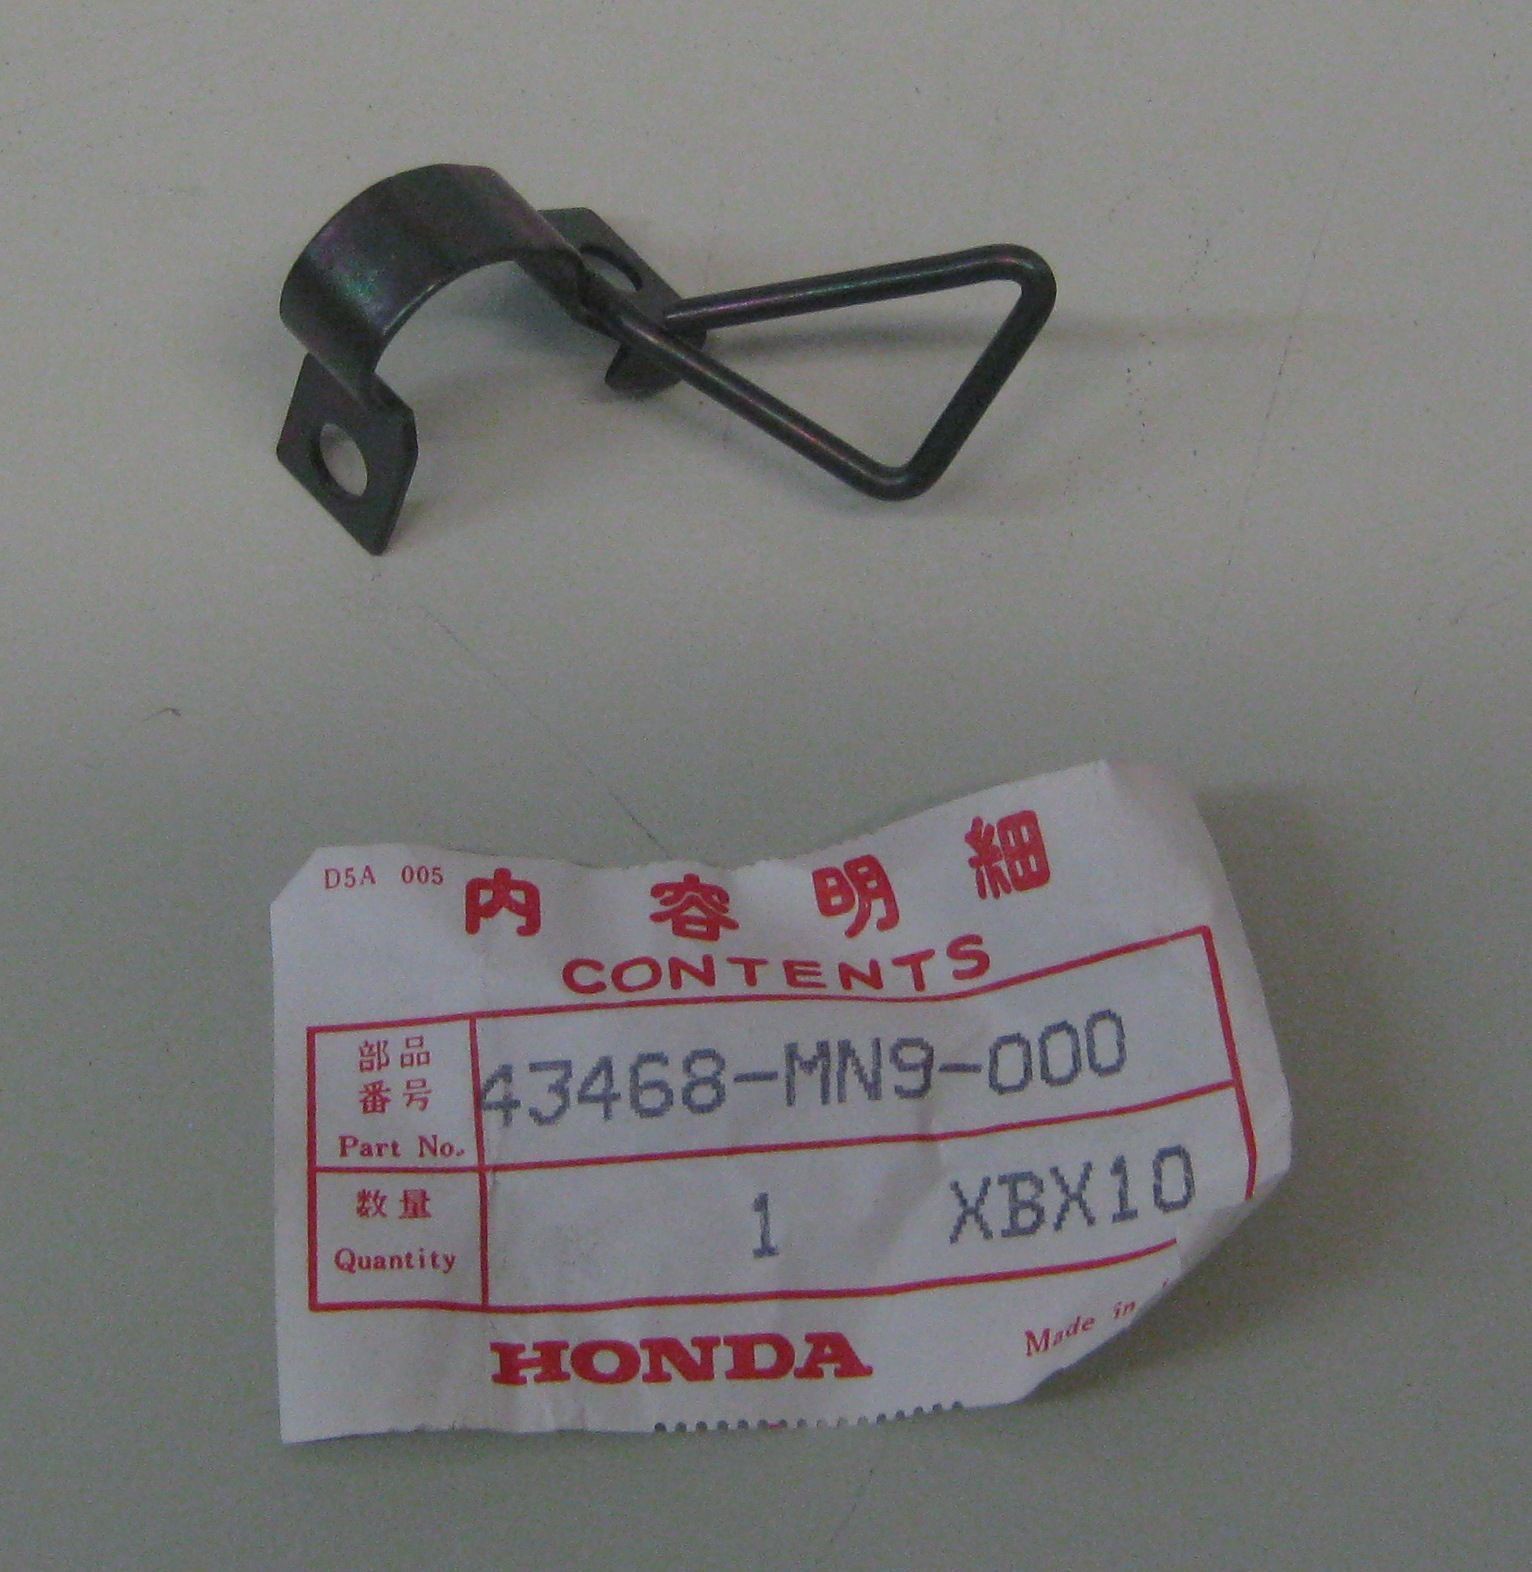 D5A 005
内容明細
CONTENTS
部品
番号
Part No.
43468-MN9-000
数量
Quantity
1 XBX10
HONDA
Made in